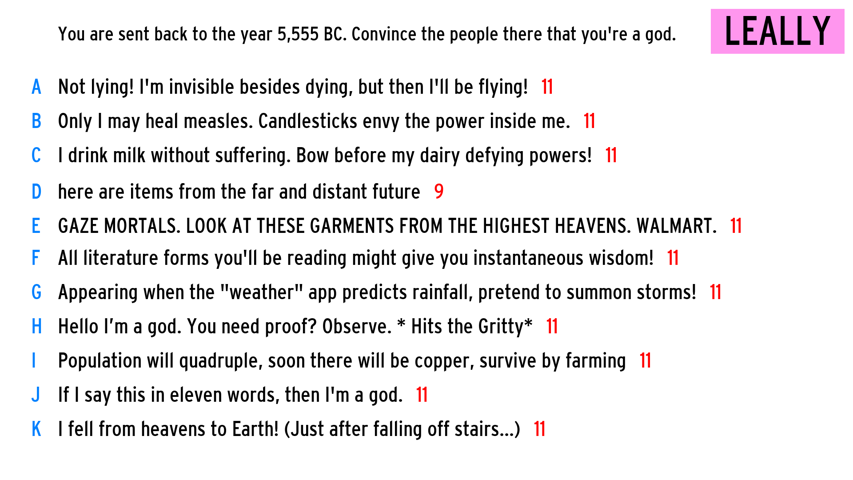 You are sent back to the year 5,555 BC. Convince the people there that you're a god.
LEALLY
A Not lying! I'm invisible besides dying, but then I'll be flying! 11
B Only I may heal measles. Candlesticks envy the power inside me. 11
C I drink milk without suffering. Bow before my dairy defying powers! 11
D here are items from the far and distant future 9
E GAZE MORTALS. LOOK AT THESE GARMENTS FROM THE HIGHEST HEAVENS. WALMART. 11
F All literature forms you'll be reading might give you instantaneous wisdom! 11
G Appearing when the "weather" app predicts rainfall, pretend to summon storms! 11
H Hello I’m a god. You need proof? Observe. * Hits the Gritty* 11
I Population will quadruple, soon there will be copper, survive by farming 11
J If I say this in eleven words, then I'm a god. 11
K I fell from heavens to Earth! (Just after falling off stairs...) 11